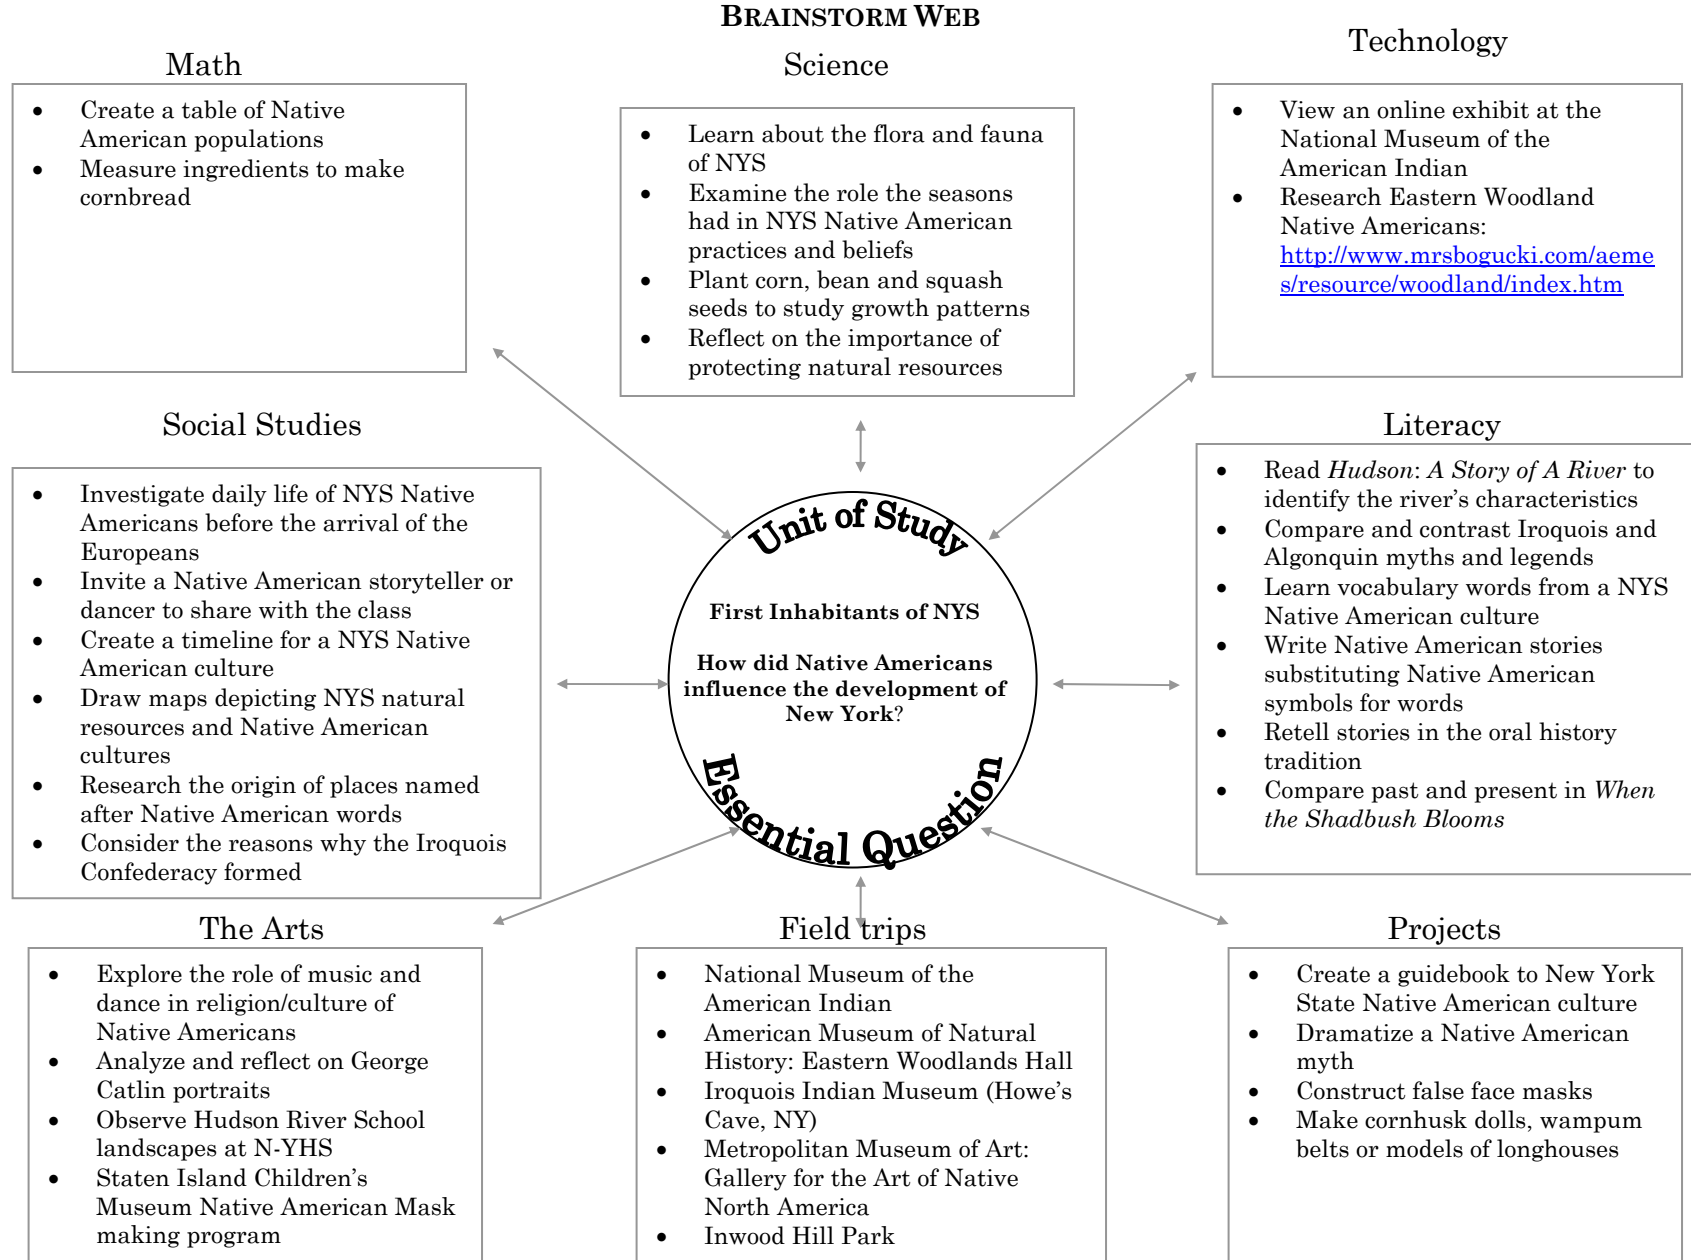 BRAINSTORM WEB
Math
• Create a table of Native
American populations
• Measure ingredients to make
cornbread
Science
• Learn about the flora and fauna
of NYS
• Examine the role the seasons
had in NYS Native American
practices and beliefs
• Plant corn, bean and squash
seeds to study growth patterns
• Reflect on the importance of
protecting natural resources
Technology
• View an online exhibit at the
National Museum of the
American Indian
• Research Eastern Woodland
Native Americans:
http://www.mrsbogucki.com/aeme
s/resource/woodland/index.htm
Social Studies
• Investigate daily life of NYS Native
Americans before the arrival of the
Europeans
• Invite a Native American storyteller or
dancer to share with the class
• Create a timeline for a NYS Native
American culture
• Draw maps depicting NYS natural
resources and Native American
cultures
• Research the origin of places named
after Native American words
• Consider the reasons why the Iroquois
Confederacy formed
Unit of Study
First Inhabitants of NYS
How did Native Americans
influence the development of
New York?
Essential Question
Literacy
• Read Hudson: A Story of A River to
identify the river’s characteristics
• Compare and contrast Iroquois and
Algonquin myths and legends
• Learn vocabulary words from a NYS
Native American culture
• Write Native American stories
substituting Native American
symbols for words
• Retell stories in the oral history
tradition
• Compare past and present in When
the Shadbush Blooms
The Arts
• Explore the role of music and
dance in religion/culture of
Native Americans
• Analyze and reflect on George
Catlin portraits
• Observe Hudson River School
landscapes at N-YHS
• Staten Island Children’s
Museum Native American Mask
making program
Field trips
• National Museum of the
American Indian
• American Museum of Natural
History: Eastern Woodlands Hall
• Iroquois Indian Museum (Howe’s
Cave, NY)
• Metropolitan Museum of Art:
Gallery for the Art of Native
North America
• Inwood Hill Park
Projects
• Create a guidebook to New York
State Native American culture
• Dramatize a Native American
myth
• Construct false face masks
• Make cornhusk dolls, wampum
belts or models of longhouses